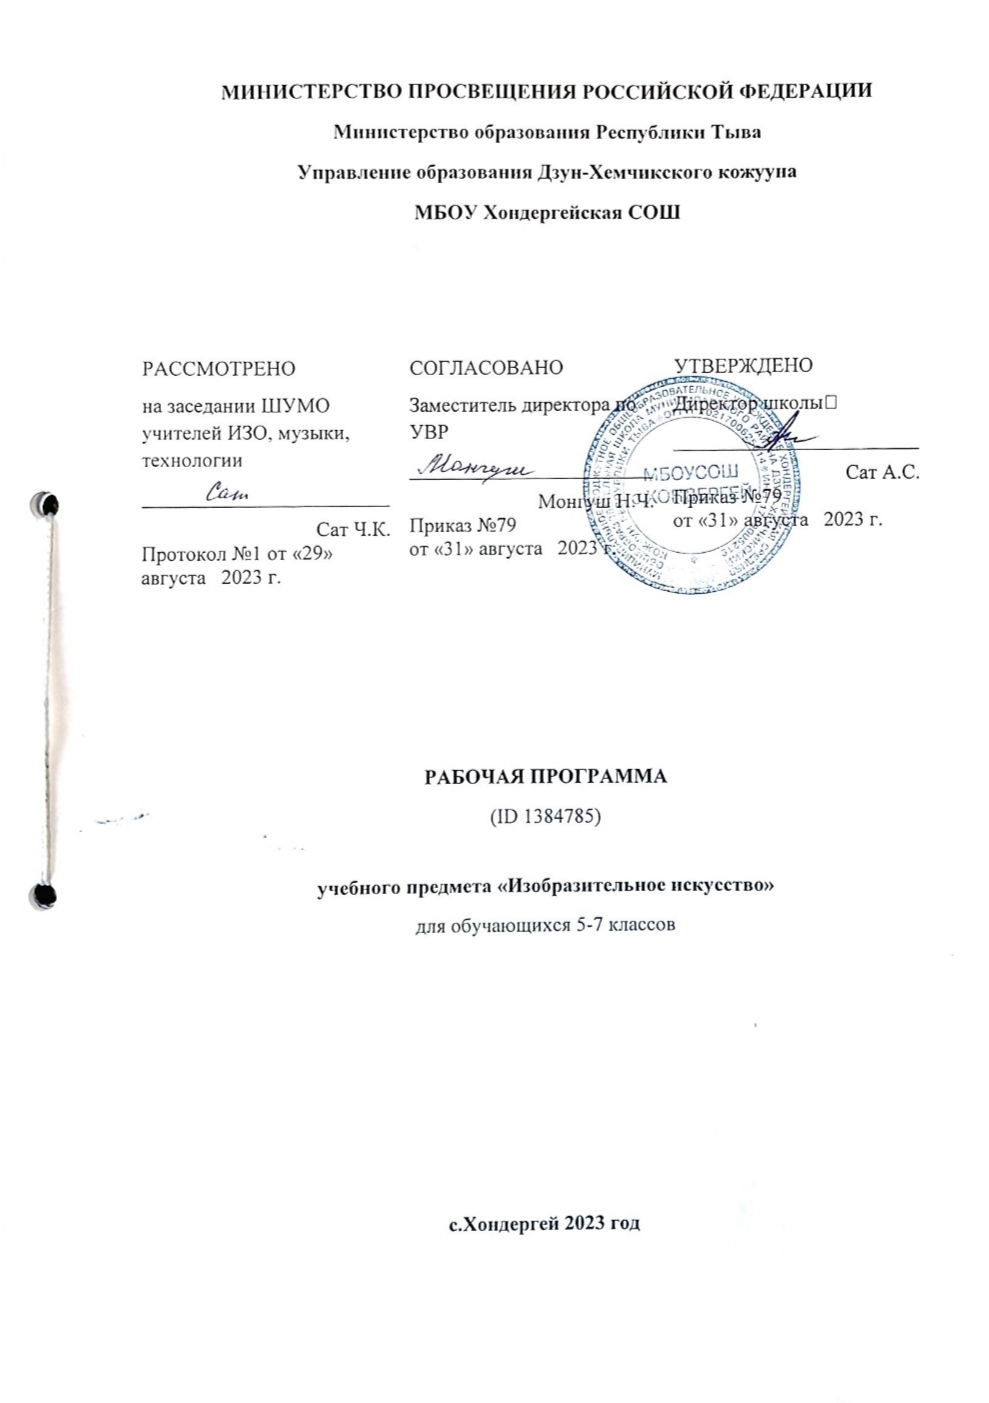 МИНИСТЕРСТВО ПРОСВЕЩЕНИЯ РОССИЙСКОЙ ФЕДЕРАЦИИ
Министерство образования Республики Тыва
Управление образования Дзун-Хемчикского кожууна
МБОУ Хондергейская СОШ
РАССМОТРЕНО
на заседании ШУМО
учителей ИЗО, музыки,
технологии
Сат
Сат Ч.К.
Протокол №1 от «29»
августа 2023 г.
СОГЛАСОВАНО
Заместитель директора по
УВР
Монгуш
Монгуш Н.Ч.
Приказ №79
от «31» августа 2023 г.
УТВЕРЖДЕНО
Директор школы
Сат А.С.
Приказ №79
от «31» августа 2023 г.
МБОУСОШ
РАБОЧАЯ ПРОГРАММА
(ID 1384785)
учебного предмета «Изобразительное искусство»
для обучающихся 5-7 классов
с.Хондергей 2023 год